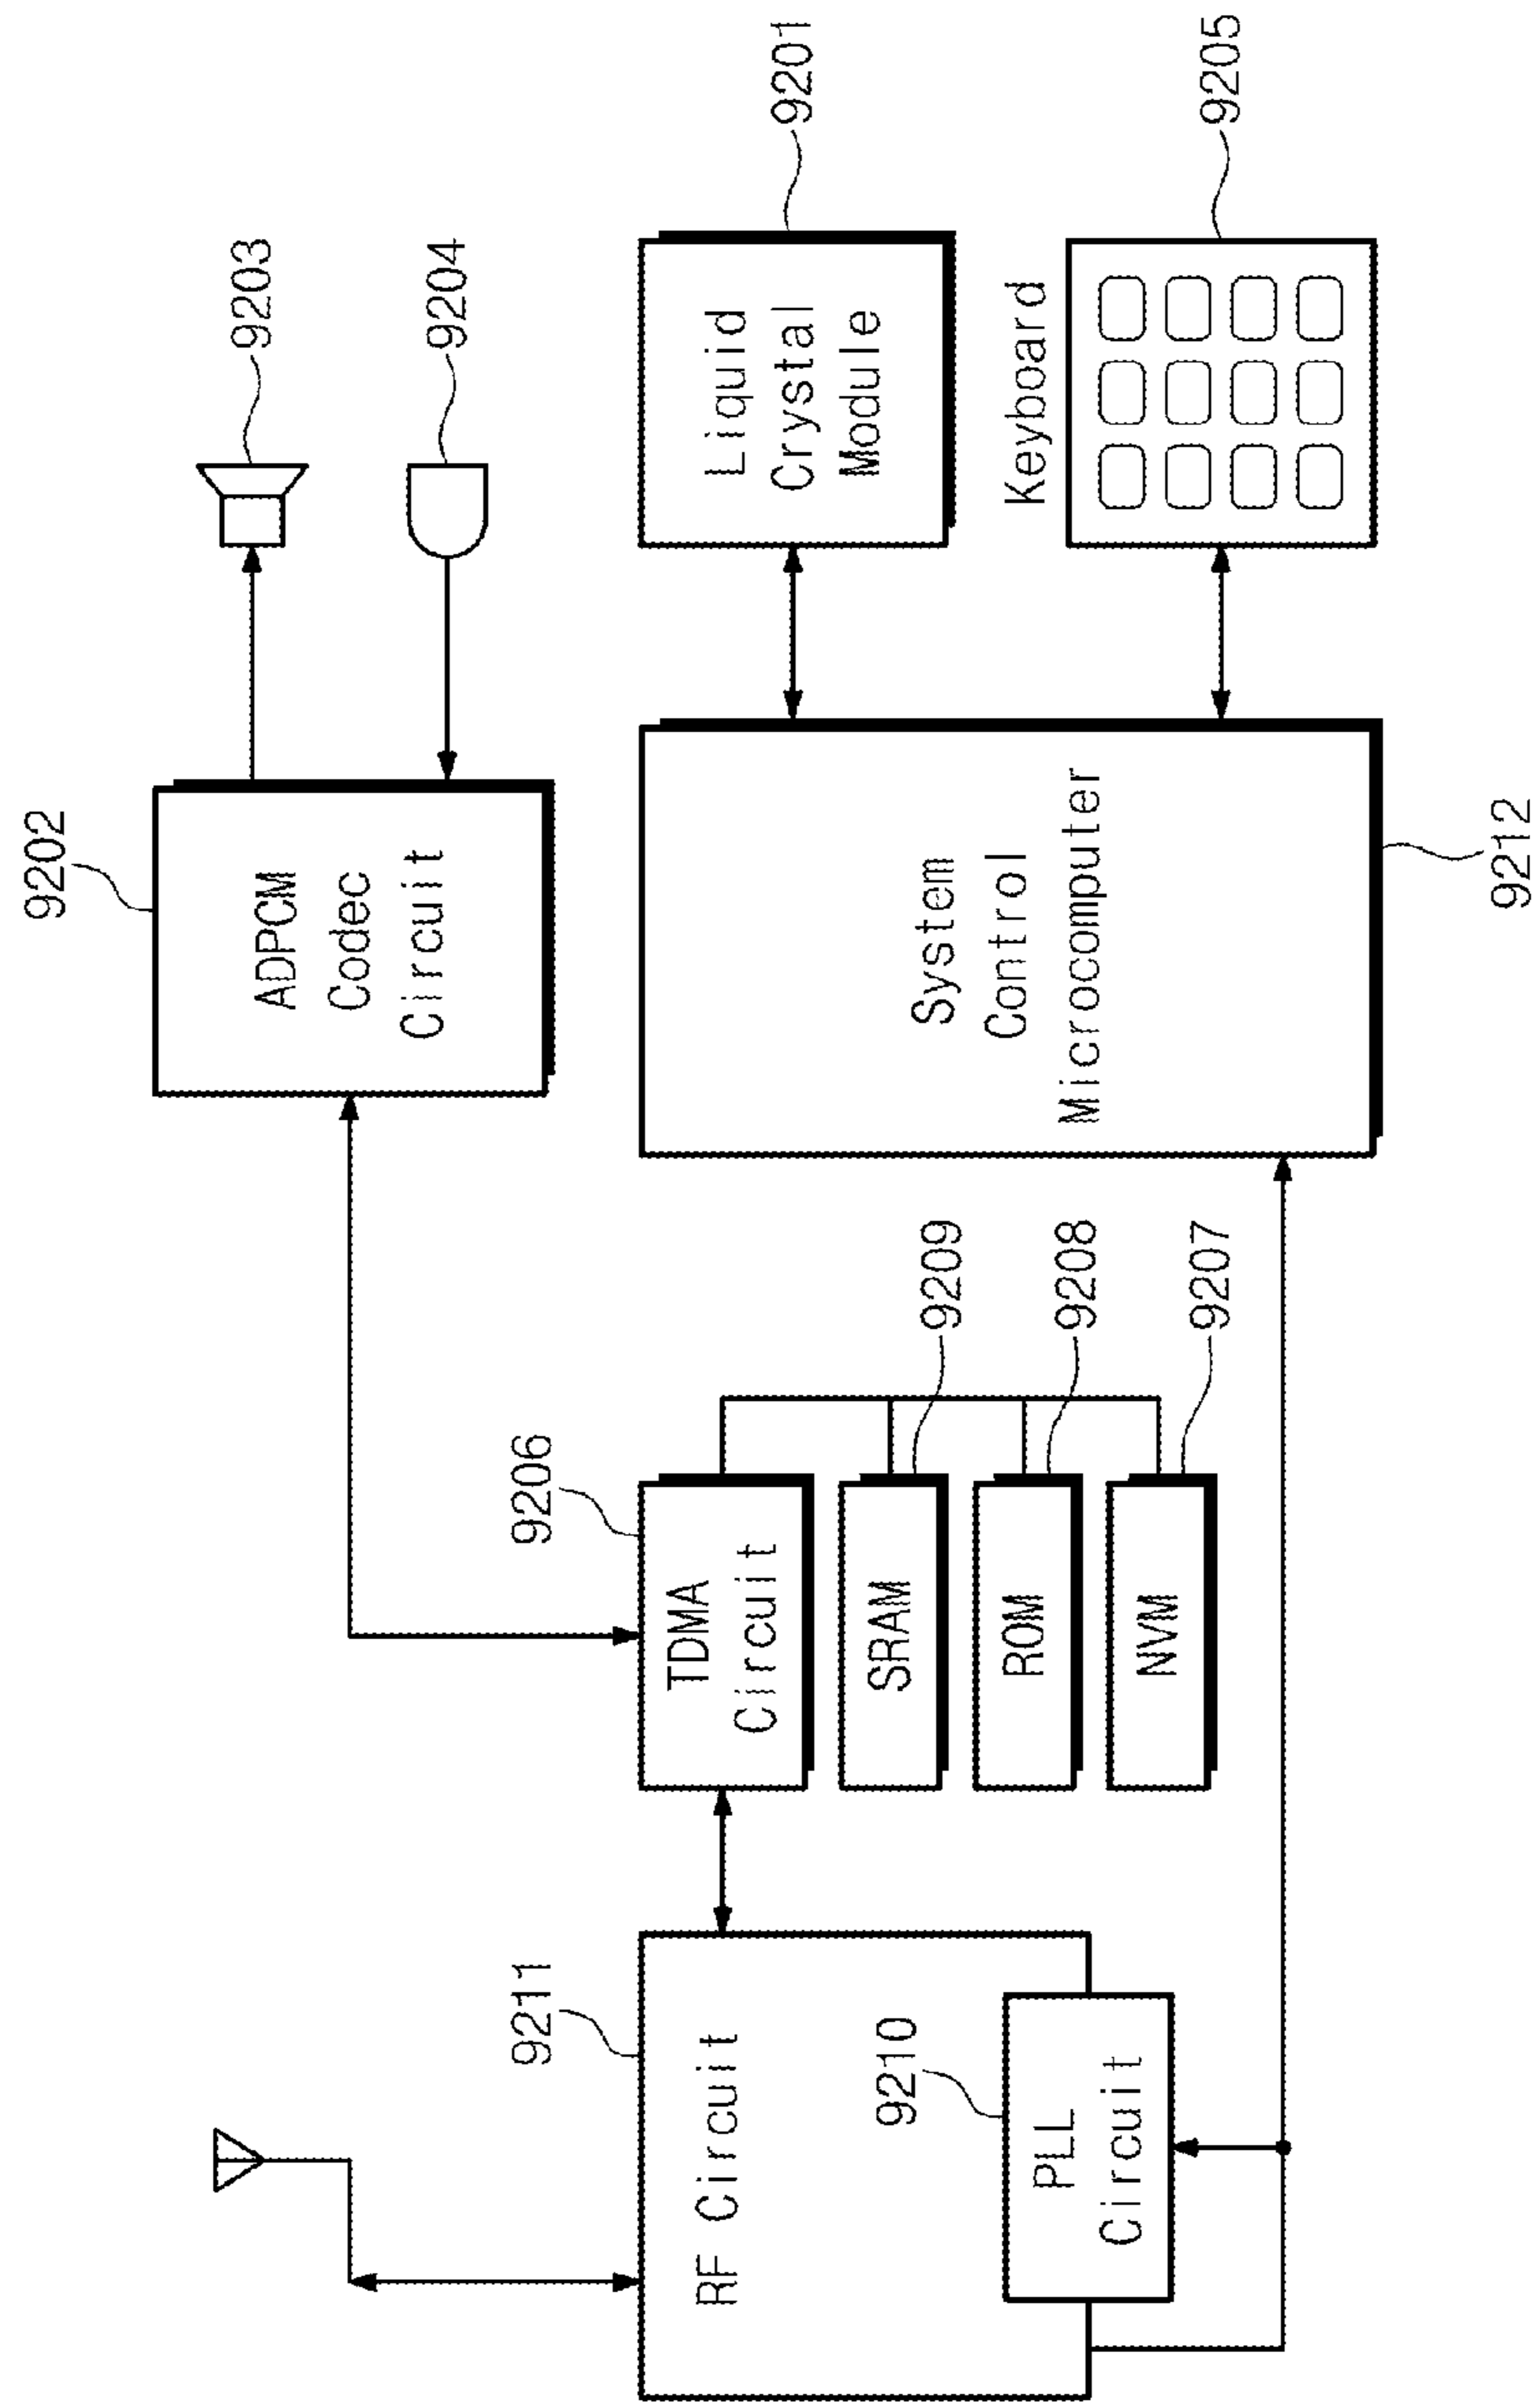 9202
9203
ADPCM
Codec
Circuit
9204
9211
9206
RF Circuit
TDMA
Circuit
System
Control
Microcomputer
Liquid
Crystal
Module
9201
9210
SRAM
9209
PLL
Circuit
ROM
9208
NVM
9207
Keyboard
9205
9212